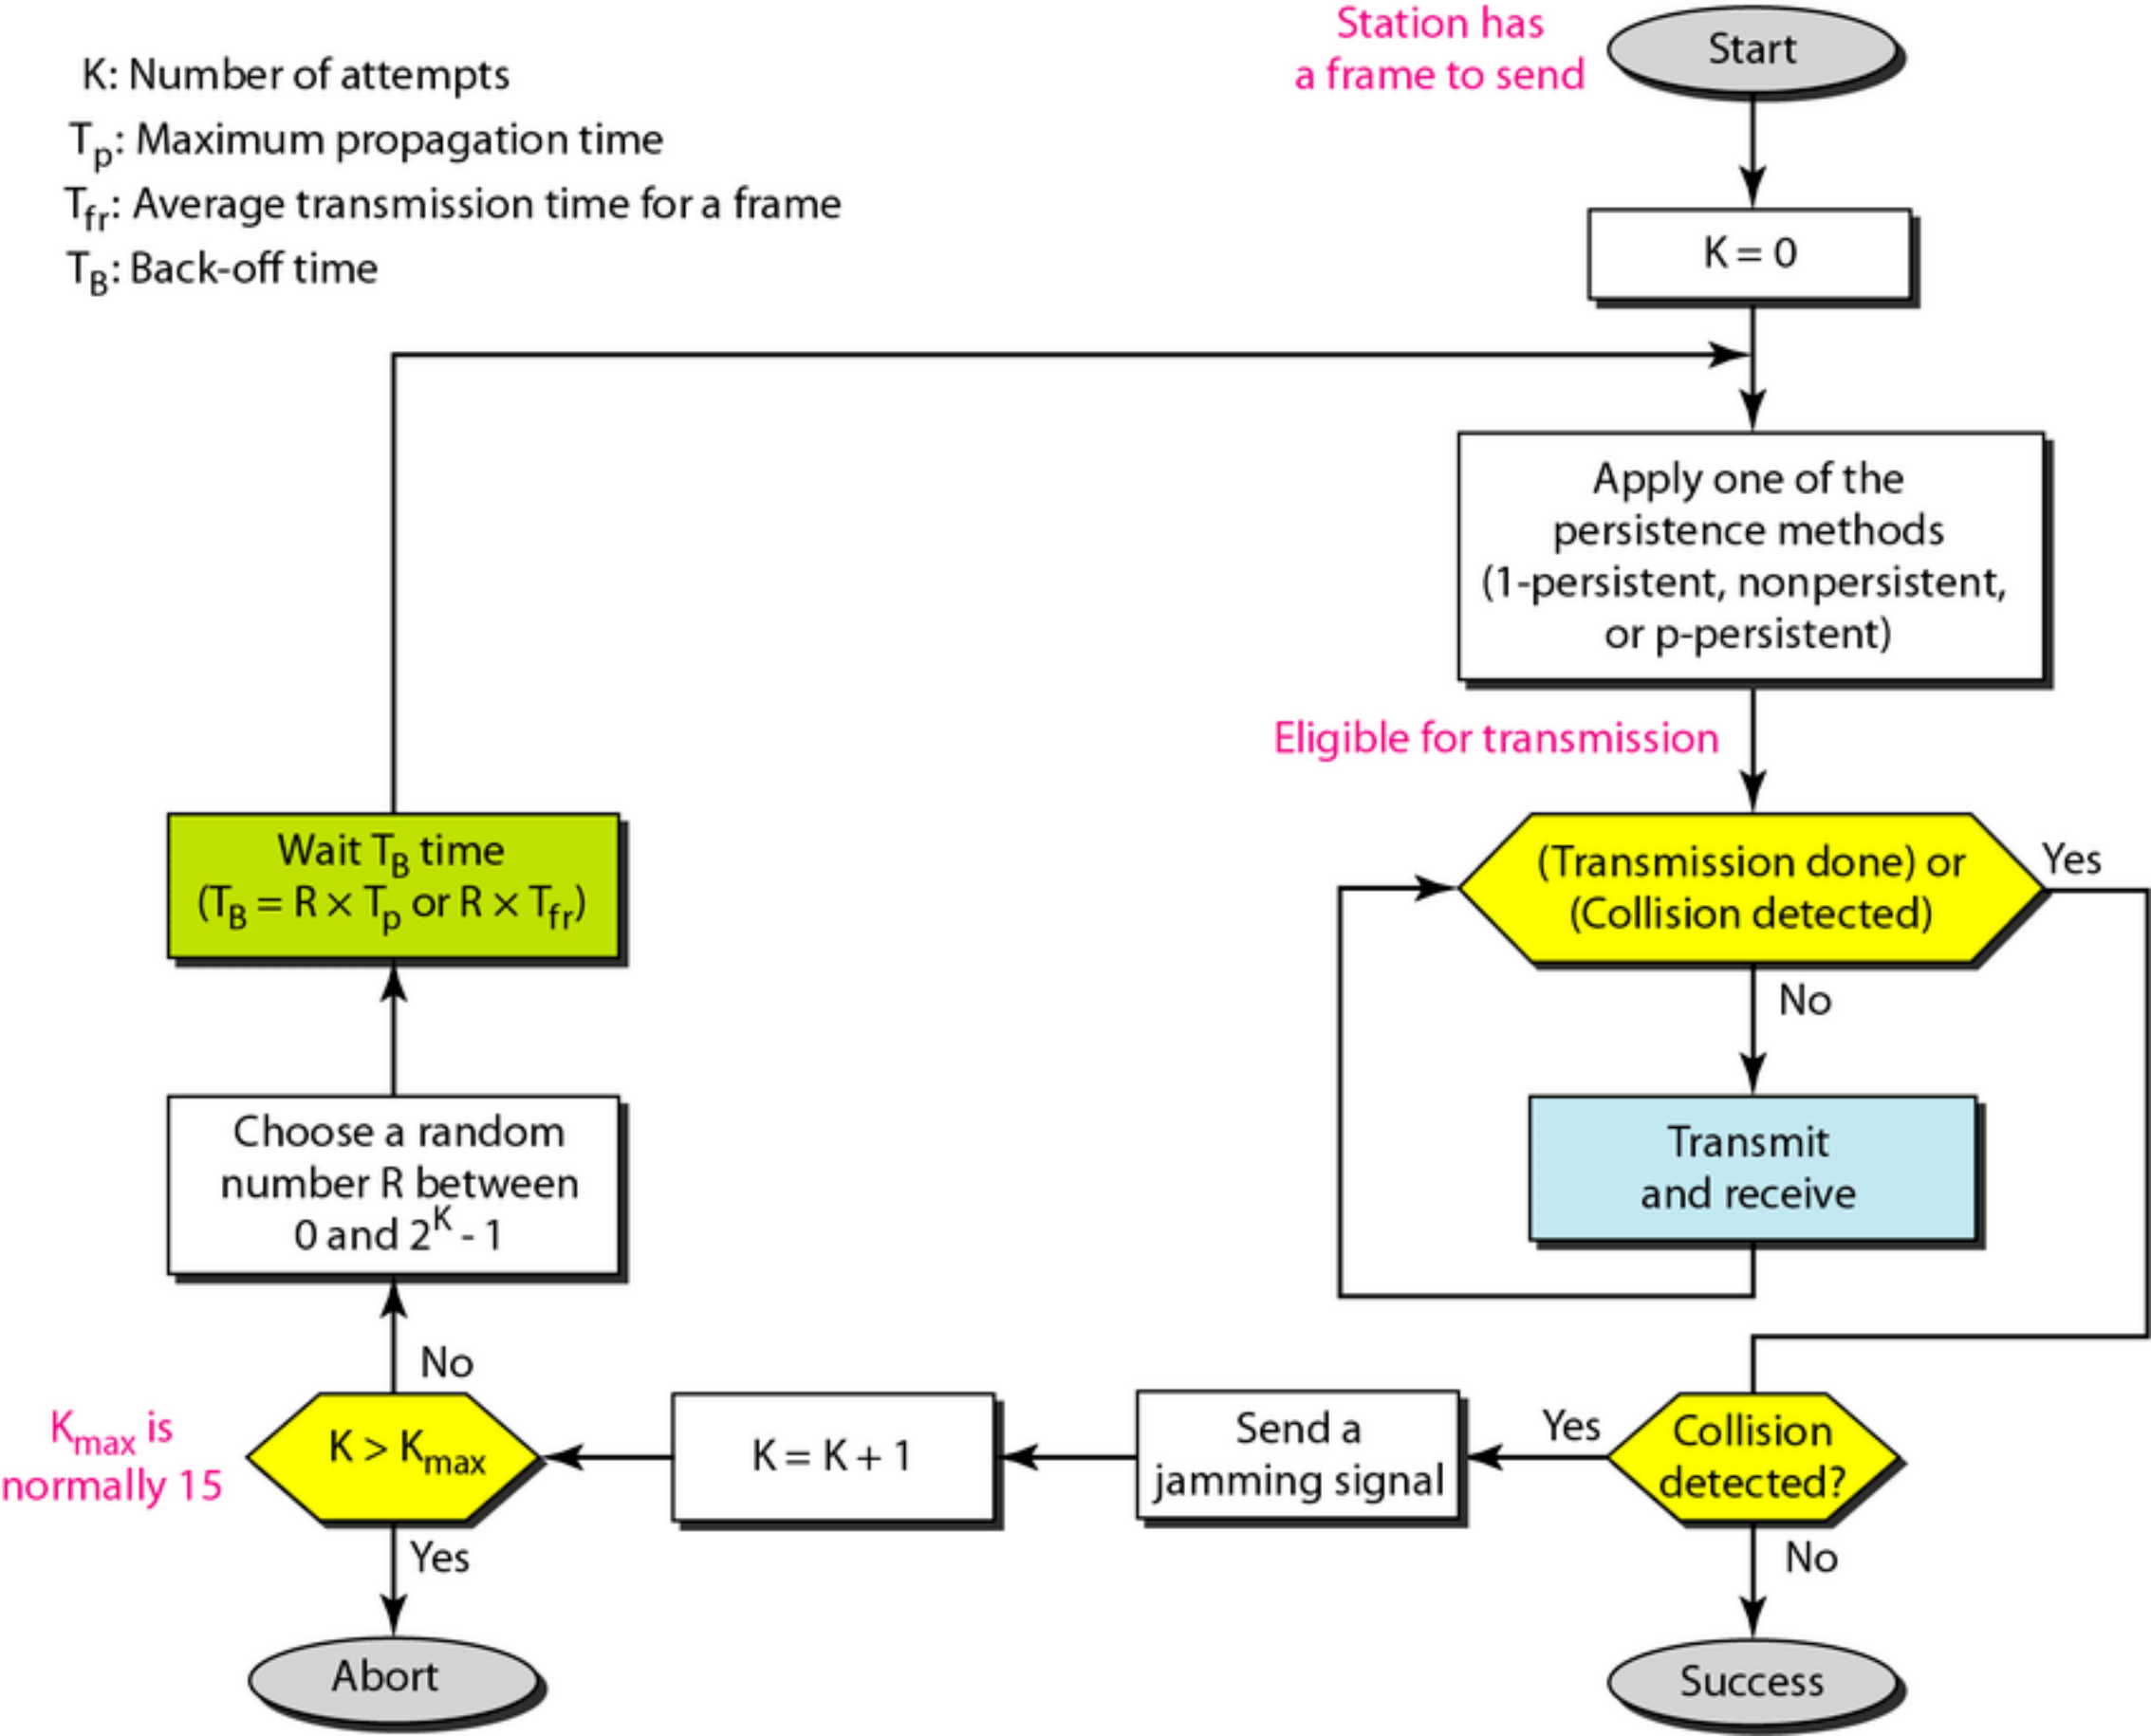 K: Number of attempts
Tp: Maximum propagation time
Tfr: Average transmission time for a frame
TB: Back-off time
Station has
a frame to send
Start
K = 0
Apply one of the
persistence methods
(1-persistent, nonpersistent,
or p-persistent)
Eligible for transmission
(Transmission done) or
(Collision detected)
Yes
No
Transmit
and receive
Wait TB time
(TB = R × Tp or R × Tfr)
Choose a random
number R between
0 and 2^K - 1
No
Kmax is
normally 15
K > Kmax
K = K + 1
Send a
jamming signal
Yes
Collision
detected?
Yes
No
Abort
Success